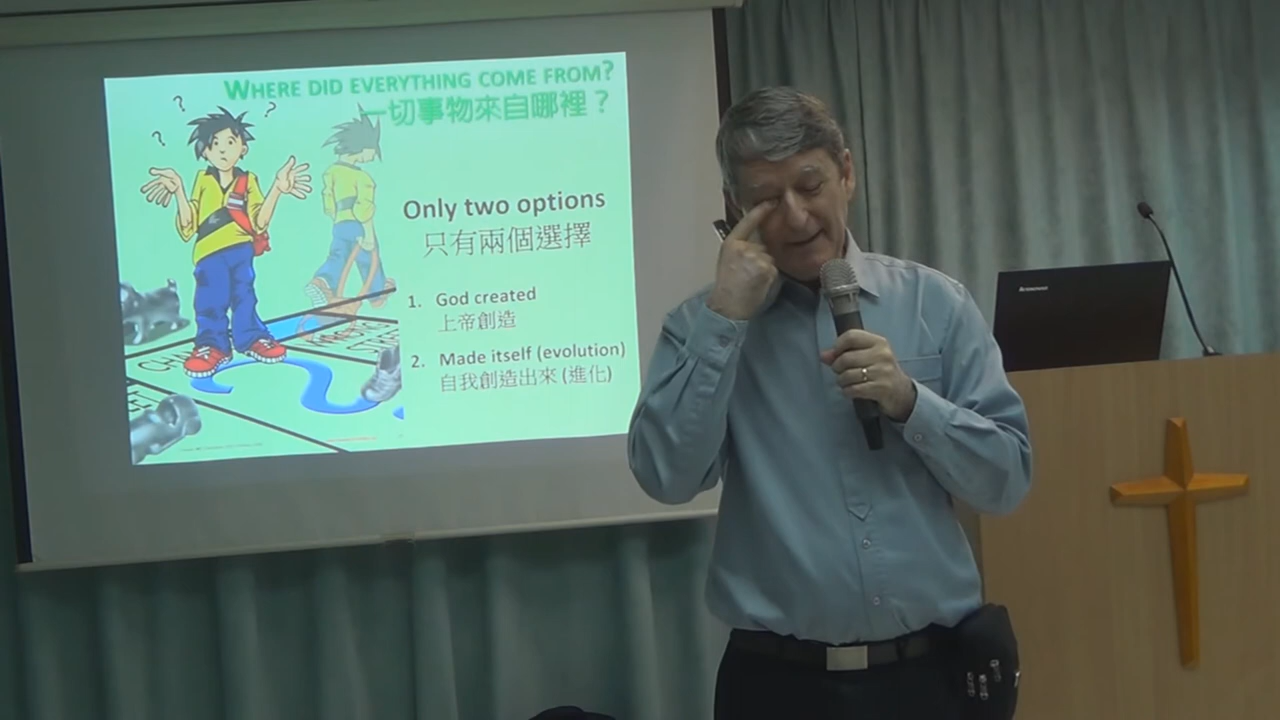 WHERE DID EVERYTHING COME FROM?
一切事物來自哪裡？
Only two options
只有兩個選擇
1. God created
上帝創造
2. Made itself (evolution)
自我創造出來 (進化)
lenovo